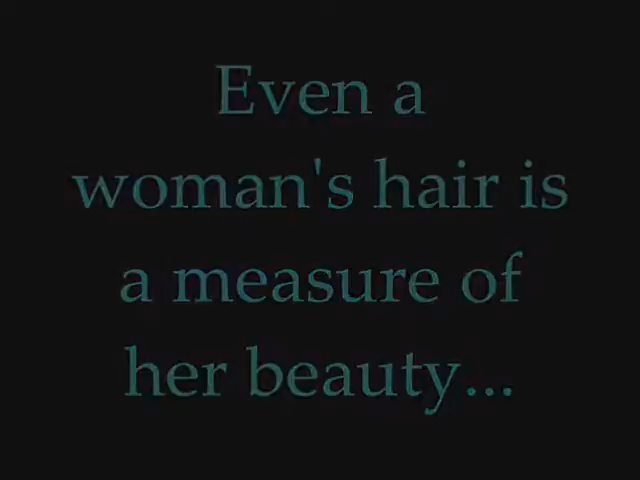 Even a
woman's hair is
a measure of
her beauty...